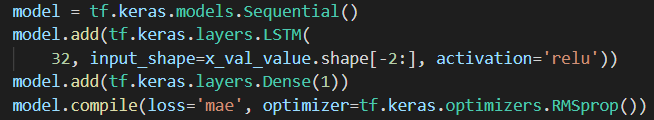 model = tf.keras.models.Sequential()
model.add(tf.keras.layers.LSTM(
    32, input_shape=x_val_value.shape[-2:], activation='relu'))
model.add(tf.keras.layers.Dense(1))
model.compile(loss='mae', optimizer=tf.keras.optimizers.RMSprop())